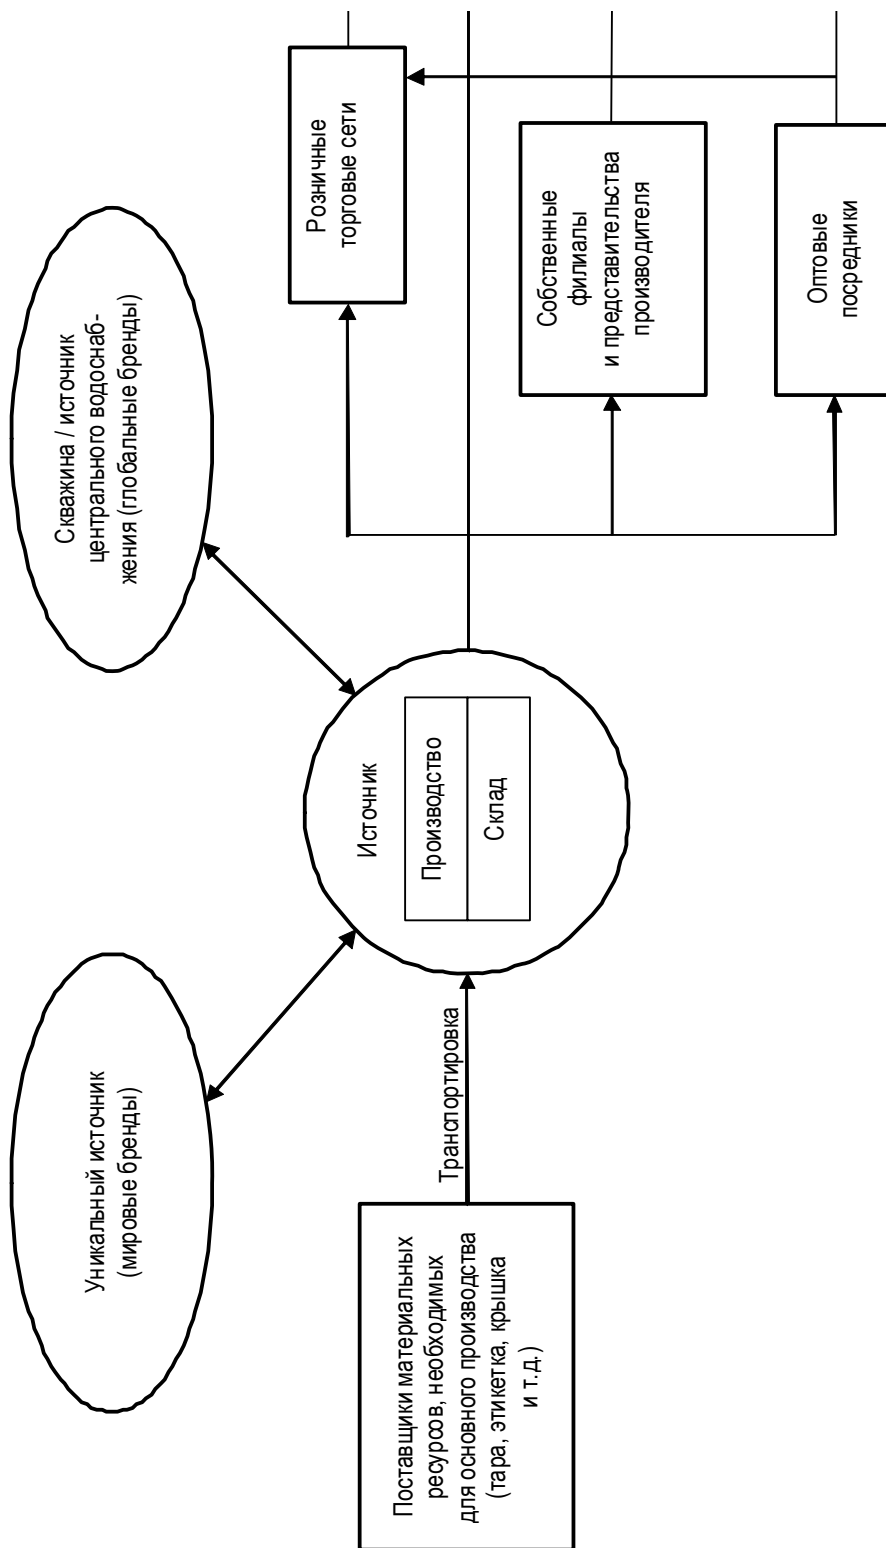 Уникальный источник
(мировые бренды)
Скважина / источник
центрального водоснаб-
жения (глобальные бренды)
Поставщики материальных
ресурсов, необходимых
для основного производства
(тара, этикетка, крышка
и т.д.)
Транспортировка
Источник
Производство
Склад
Розничные
торговые сети
Собственные
филиалы
и представительства
производителя
Оптовые
посредники